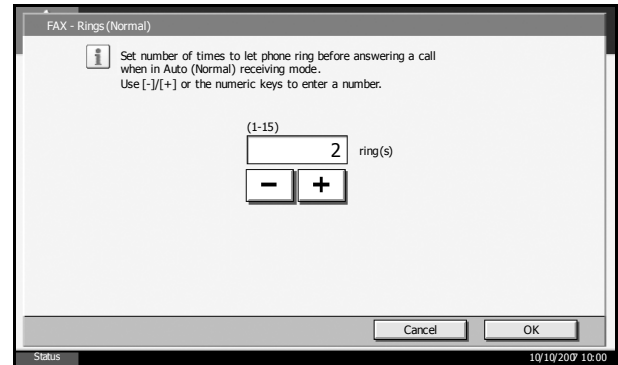 FAX - Rings (Normal)
Set number of times to let phone ring before answering a call
when in Auto (Normal) receiving mode.
Use [-]/[+] or the numeric keys to enter a number.
(1-15)
2 ring(s)
− +
Cancel OK
Status 10/10/2007 10:00